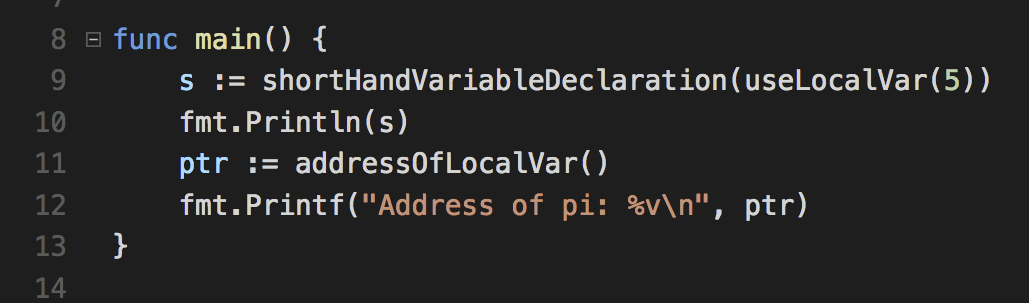 7
8 func main() {
9 s := shortHandVariableDeclaration(useLocalVar(5))
10 fmt.Println(s)
11 ptr := addressOfLocalVar()
12 fmt.Printf("Address of pi: %v\n", ptr)
13 }
14